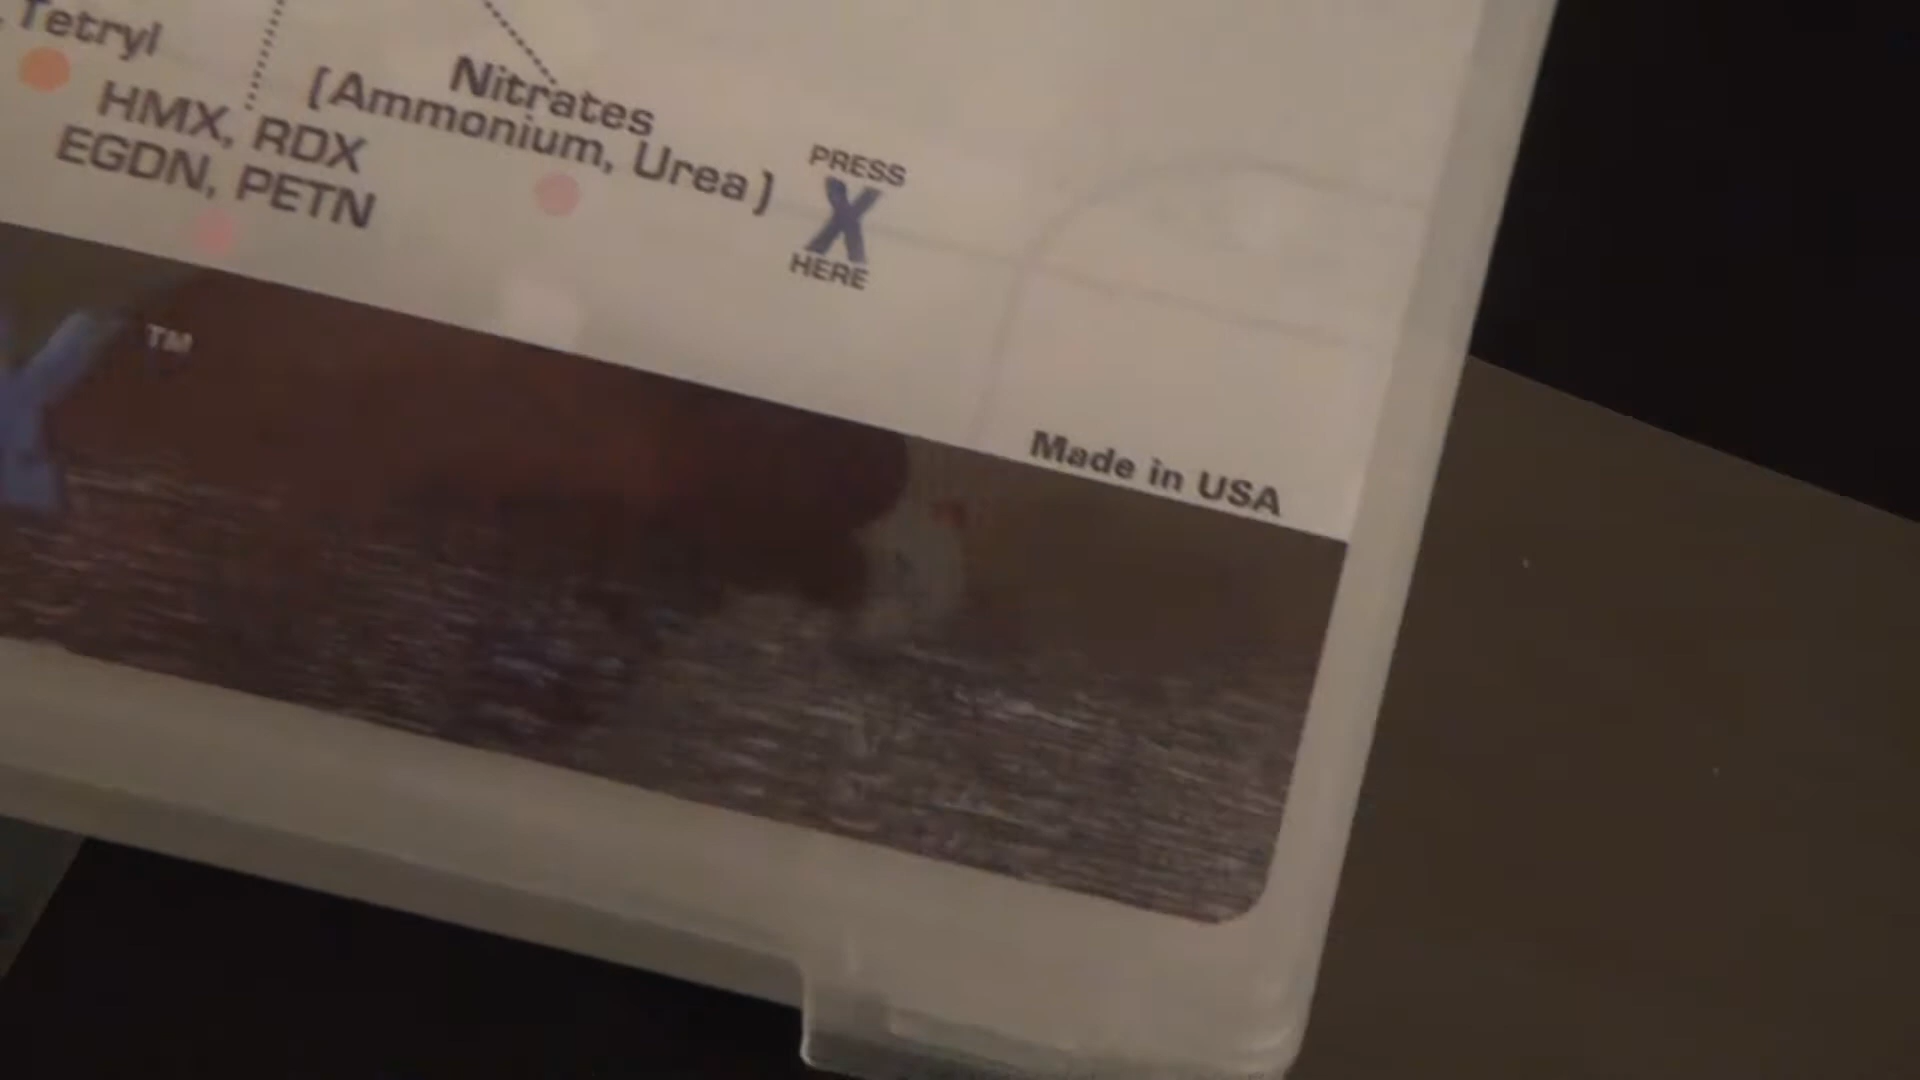 Tetryl
HMX, RDX
EGDN, PETN
Nitrates
(Ammonium, Urea)
PRESS
X
HERE
X ™
Made in USA